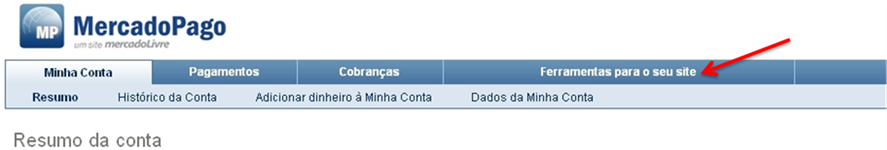 MP MercadoPago
um site mercadoLivre
Minha Conta Pagamentos Cobranças Ferramentas para o seu site
Resumo Histórico da Conta Adicionar dinheiro à Minha Conta Dados da Minha Conta
Resumo da conta